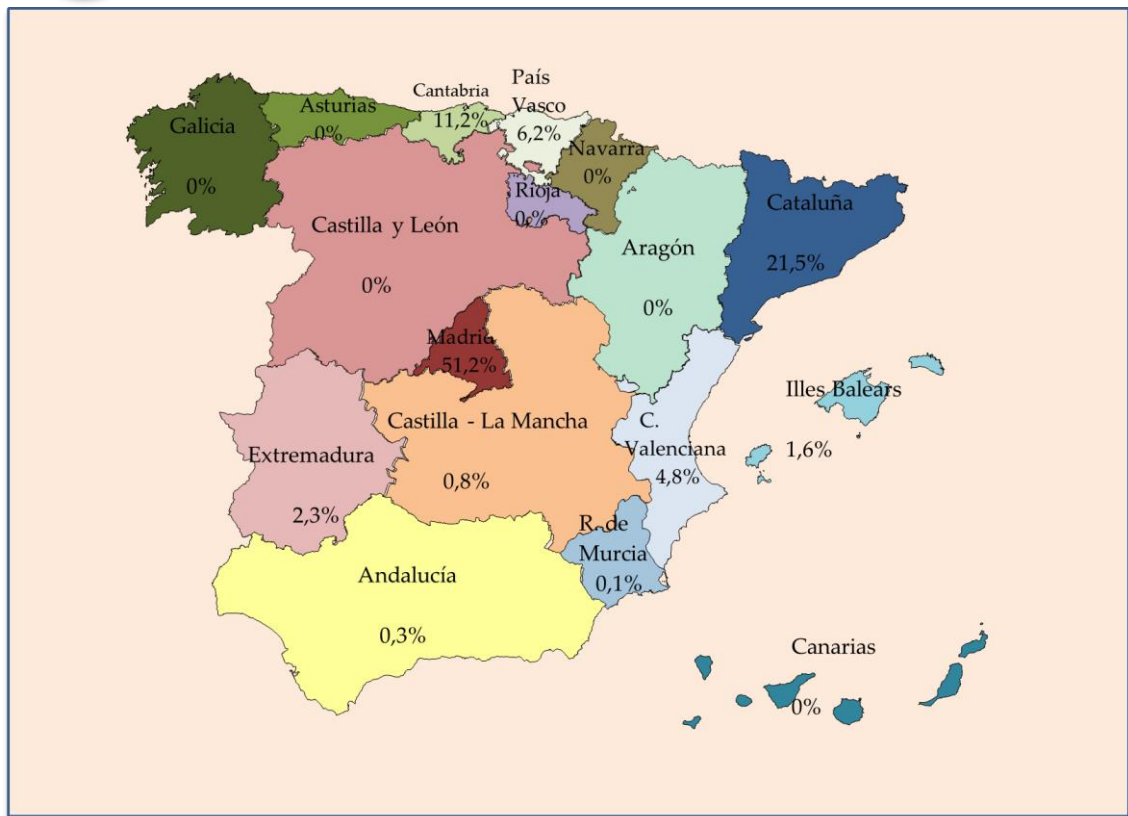 País
Cantabria
Vasco
Asturias
11,2%
Galicia
0%
6,2%
Navarra
0%
0%
Rioja
Cataluña
Castilla y León
Aragón
21,5%
0%
0%
Madrid
51,2%
Illes Balears
Castilla - La Mancha
C.
Valenciana
1,6%
Extremadura
0,8%
4,8%
2,3%
R. de
Murcia
Andalucía
0,1%
0,3%
Canarias
0%